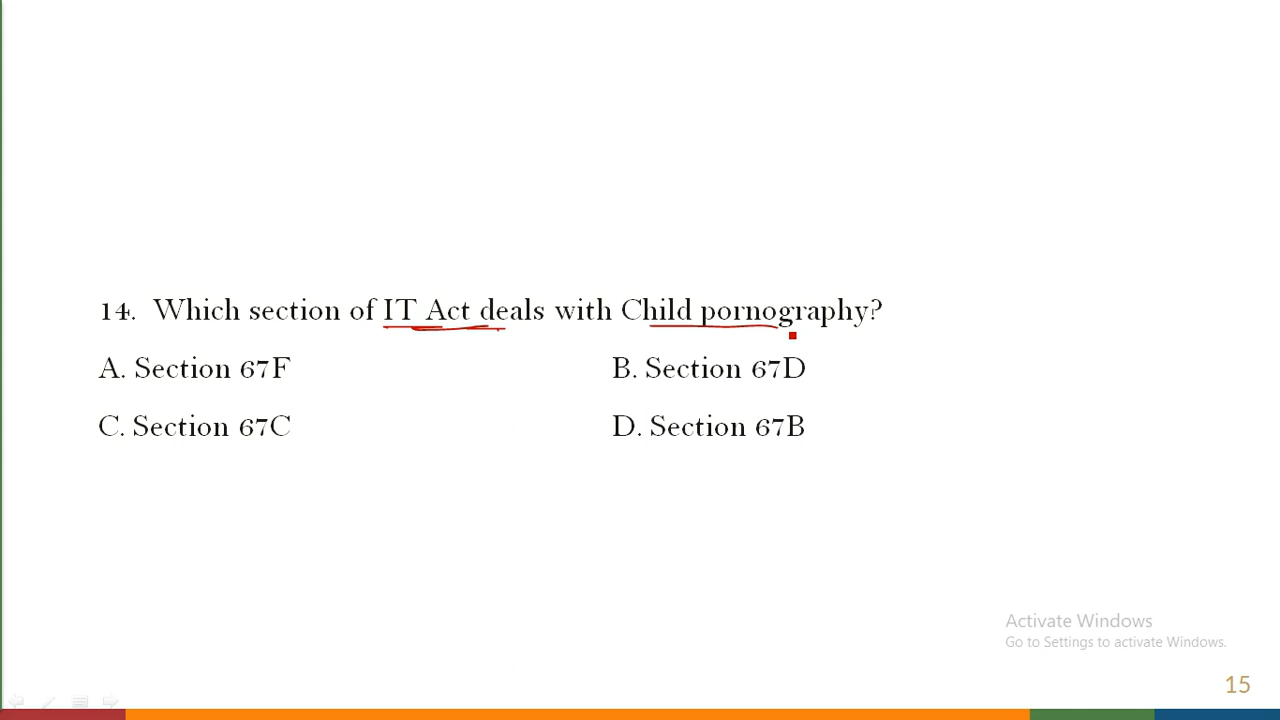 14. Which section of IT Act deals with Child pornography?
A. Section 67F B. Section 67D
C. Section 67C D. Section 67B
Activate Windows
Go to Settings to activate Windows.
15